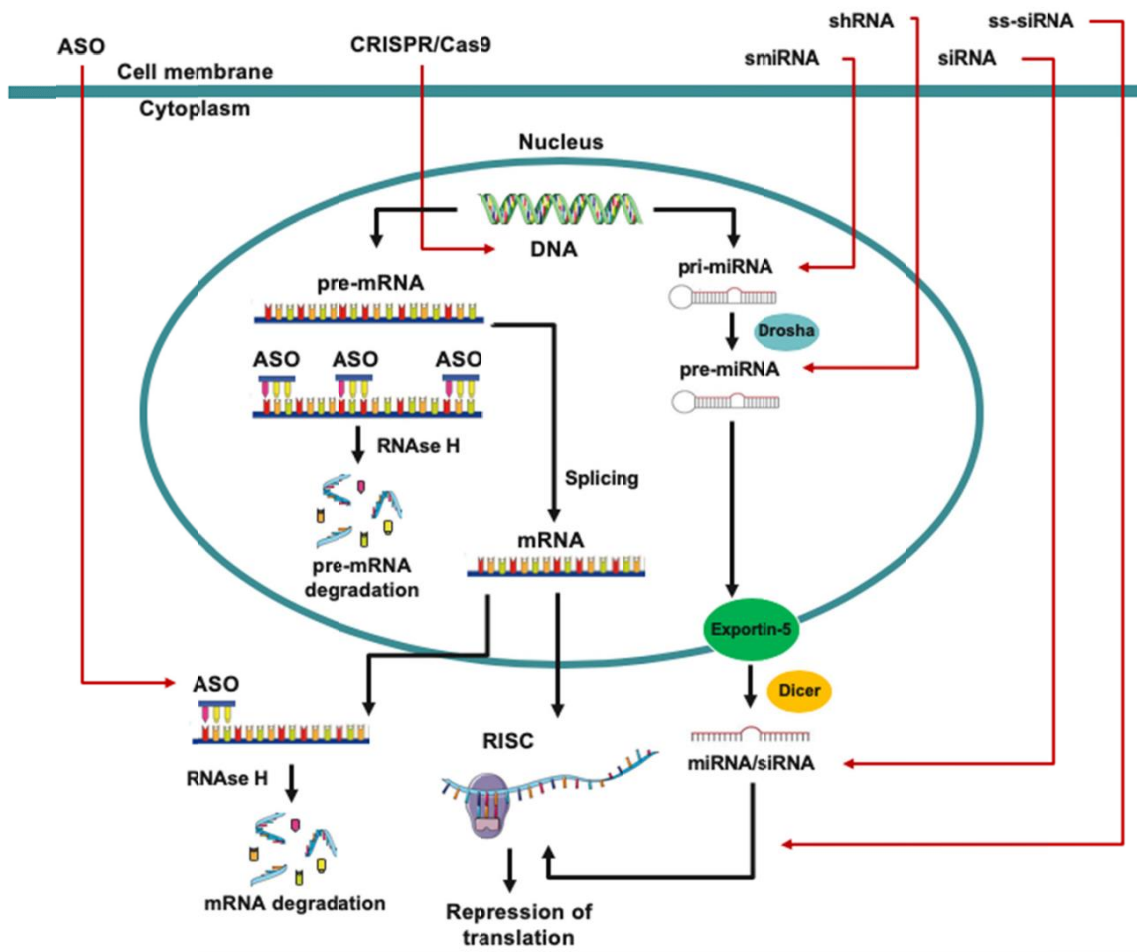 shRNA
ss-siRNA
ASO
CRISPR/Cas9
smiRNA
siRNA
Cell membrane
Cytoplasm
Nucleus
DNA
pre-mRNA
pri-miRNA
Drosha
ASO
ASO
ASO
pre-miRNA
RNAse H
Splicing
mRNA
pre-mRNA
degradation
Exportin-5
ASO
Dicer
RISC
miRNA/siRNA
RNAse H
mRNA degradation
Repression of
translation